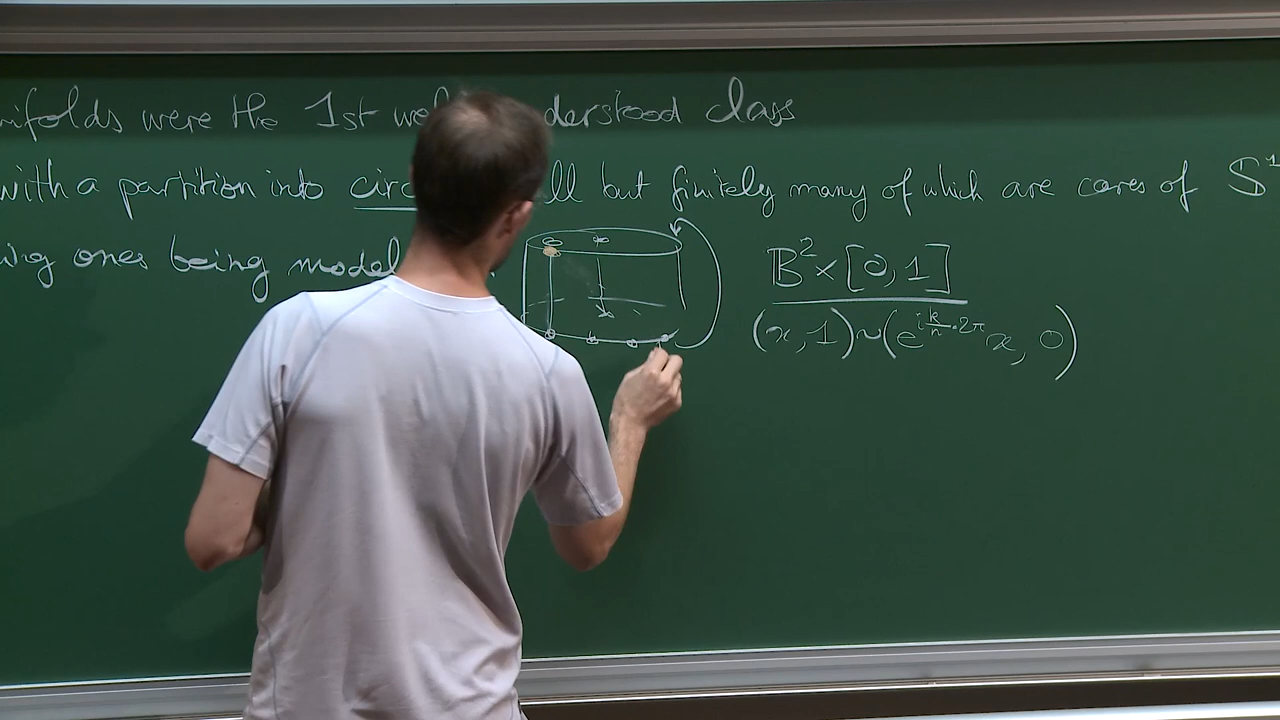 nifolds were the 1st we derstood class
with a partition into circ ll but finitely many of which are cores of S¹
ing ones being model
B² × [0,1]
(x, 1) ~ (e^{i k/n · 2π} x, 0)